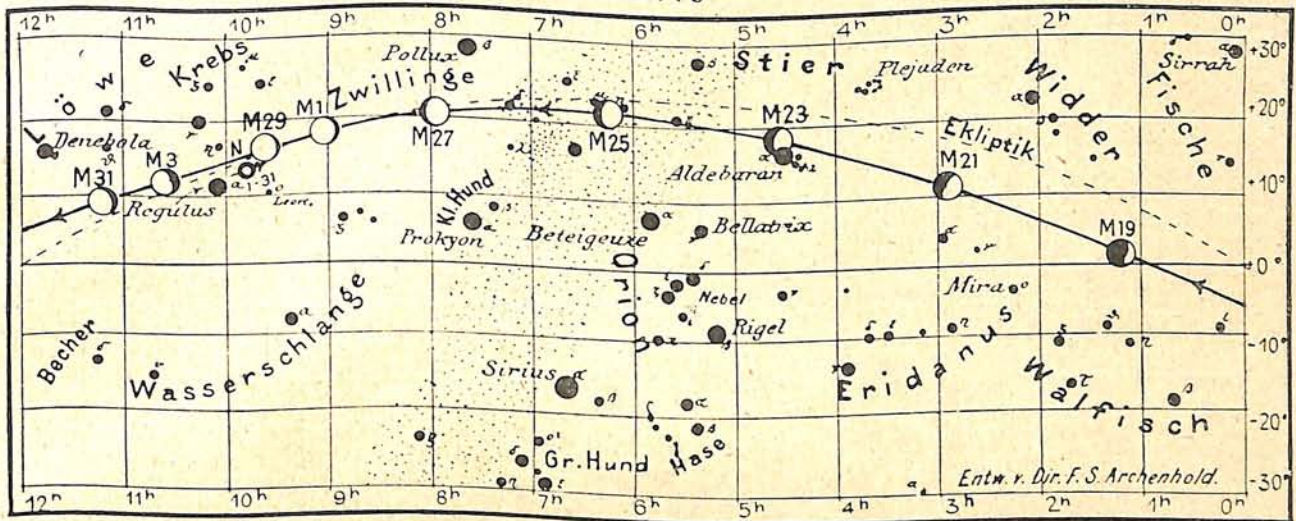 12h 11h 10h 9h 8h 7h 6h 5h 4h 3h 2h 1h 0h
+30°
+20°
+10°
0°
-10°
-20°
-30°
Löwe
Krebs
Zwillinge
Pollux
Stier
Plejaden
Widder
Fische
Sirrah
Denebola
M31
M3
M29
M1
M27
M25
M23
M21
M19
N
1-31
Regulus
Leonis
Ekliptik
Aldebaran
Kl. Hund
Prokyon
Beteigeuze
Bellatrix
Orion
Nebel
Rigel
Mira
Becher
Wasserschlange
Sirius
Eridanus
Walfisch
Gr. Hund
Hase
Entw. v. Dir. F. S. Archenhold.
12h 11h 10h 9h 8h 7h 6h 5h 4h 3h 2h 1h 0h